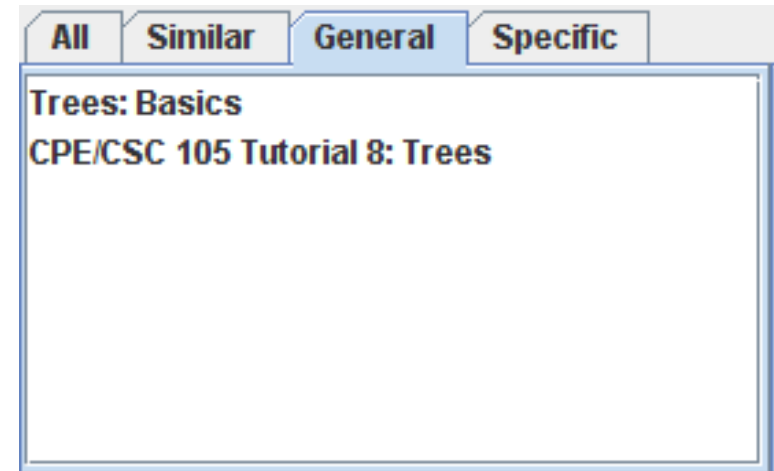 All Similar General Specific
Trees: Basics
CPE/CSC 105 Tutorial 8: Trees